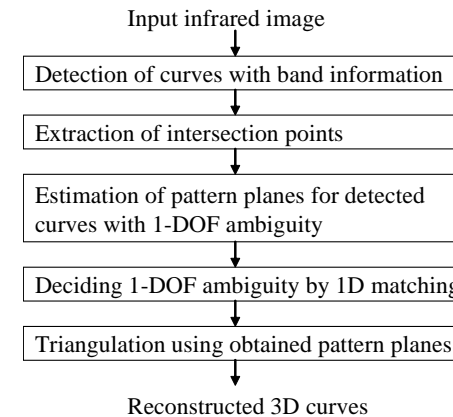 Input infrared image
Detection of curves with band information
Extraction of intersection points
Estimation of pattern planes for detected
curves with 1-DOF ambiguity
Deciding 1-DOF ambiguity by 1D matching
Triangulation using obtained pattern planes
Reconstructed 3D curves